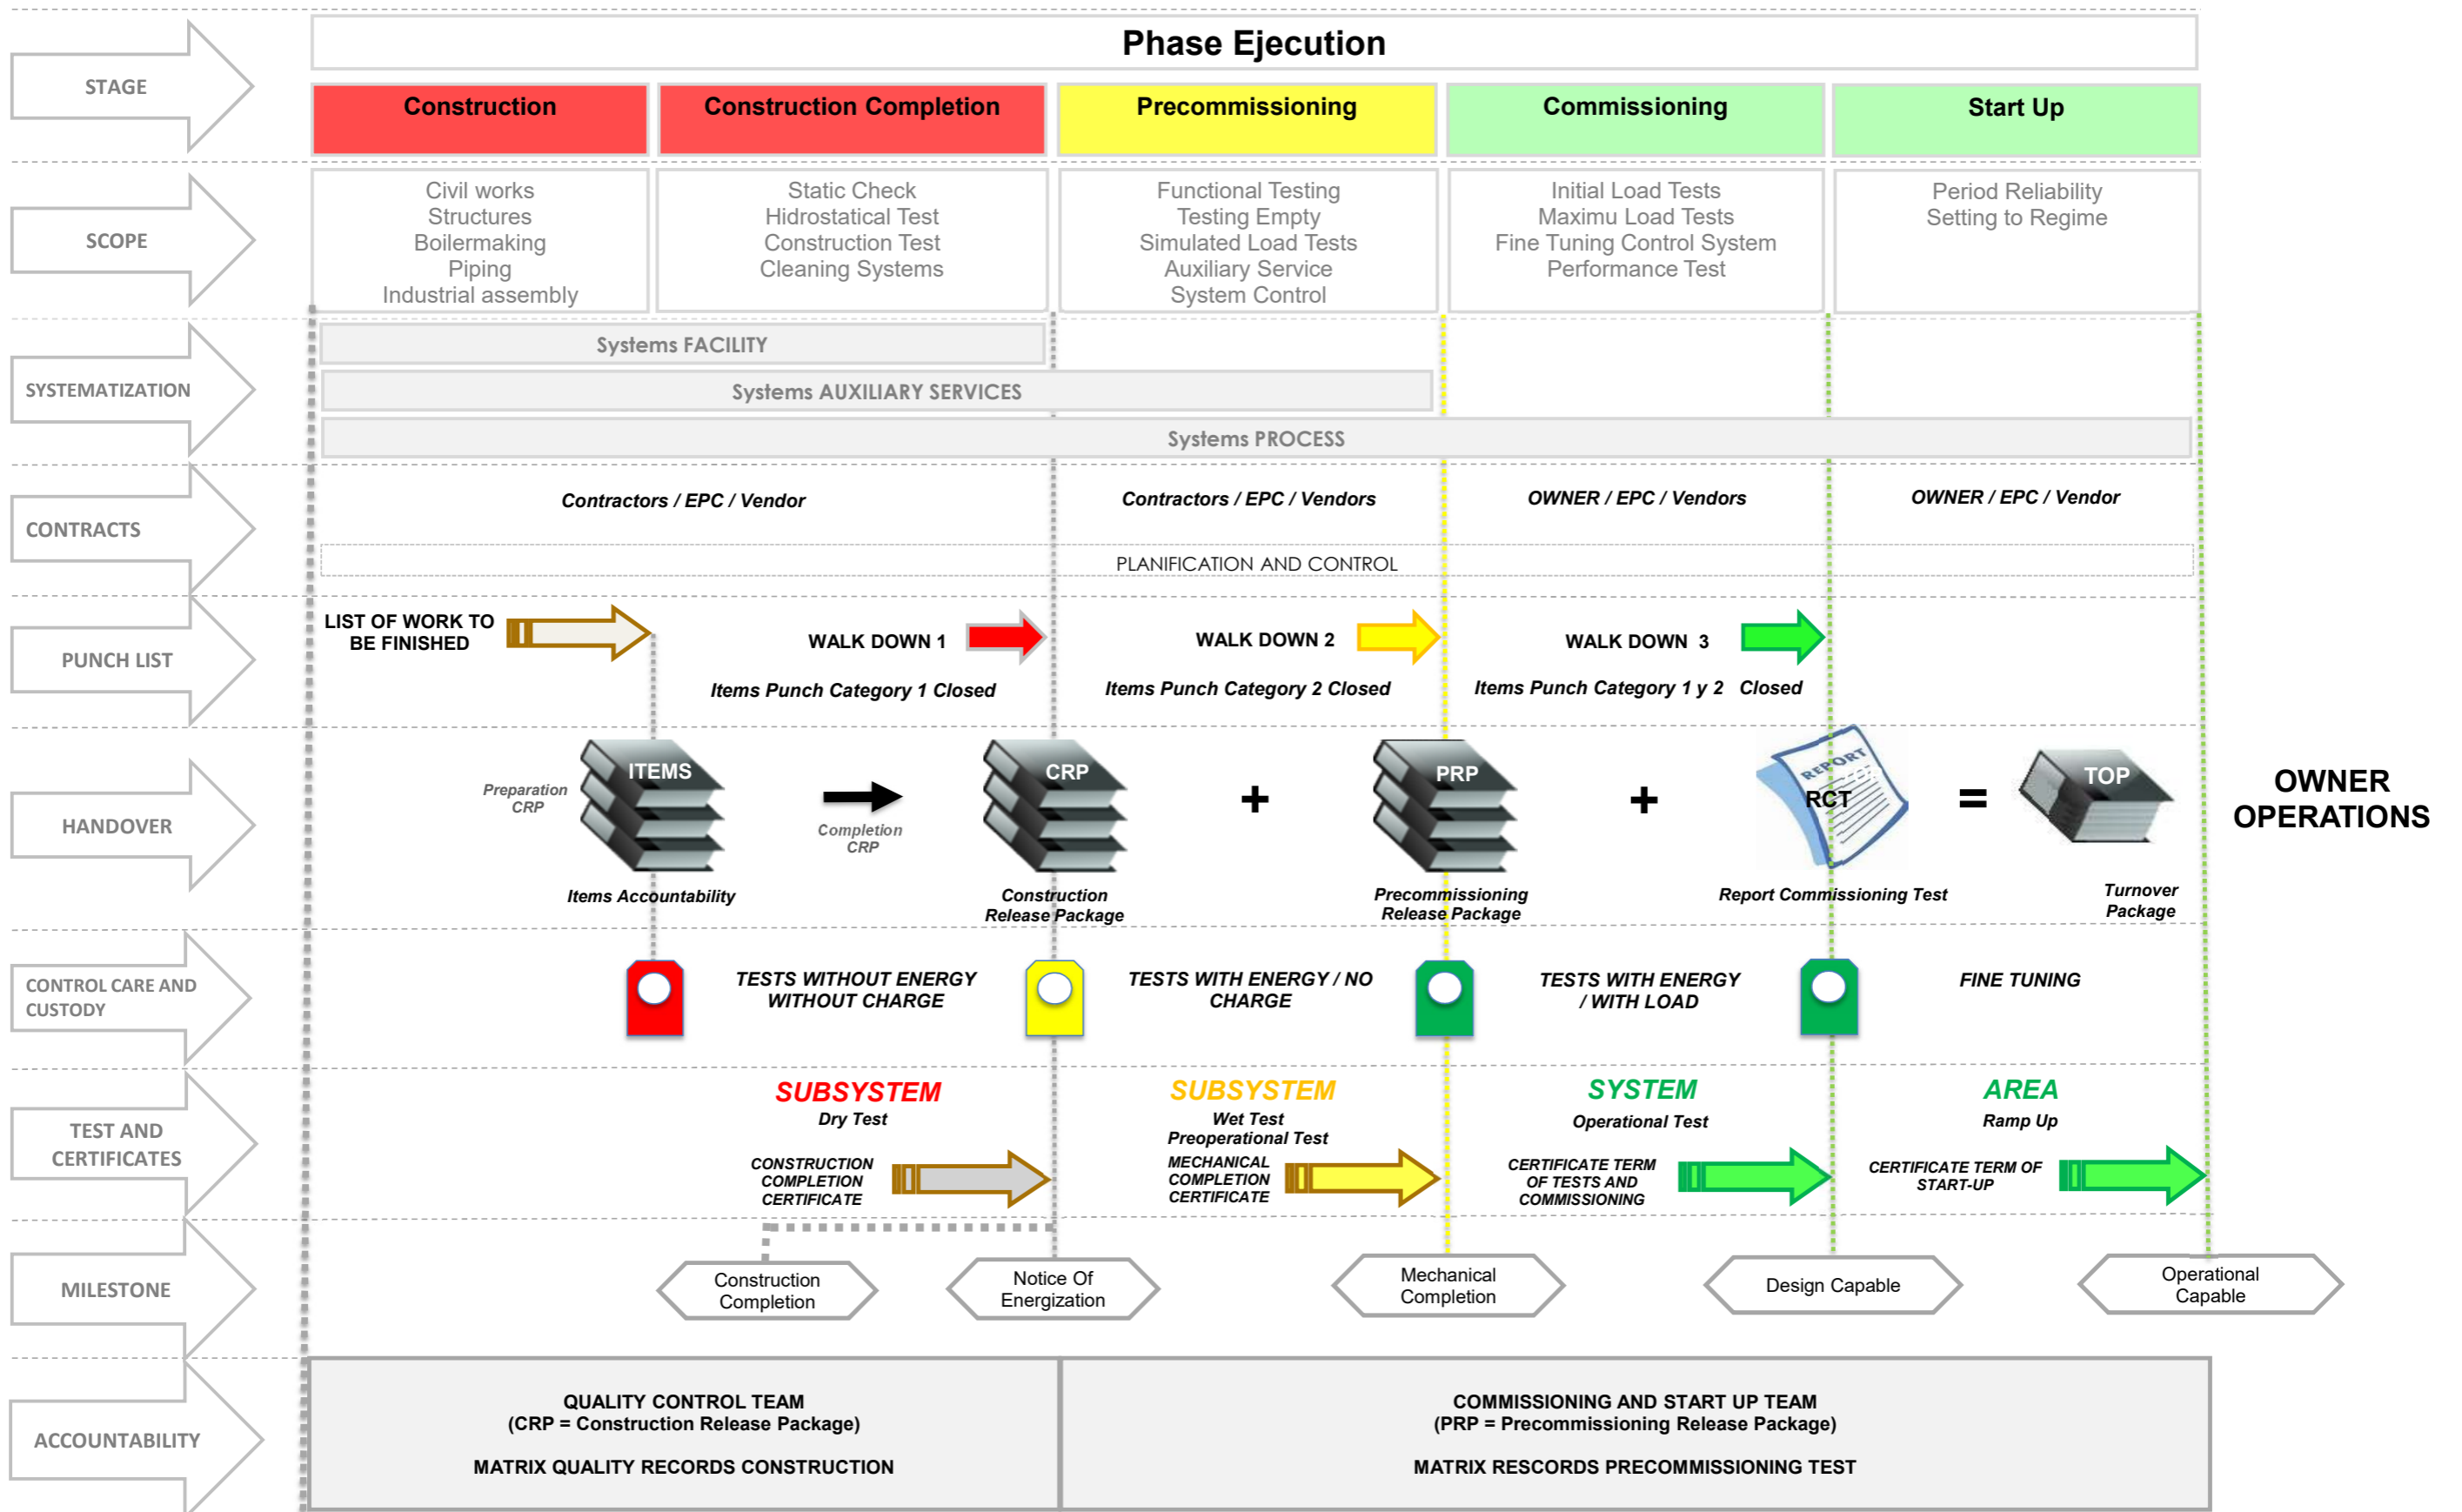 Phase Ejecution
STAGE
Construction
Construction Completion
Precommissioning
Commissioning
Start Up
SCOPE
Civil works
Structures
Boilermaking
Piping
Industrial assembly
Static Check
Hidrostatical Test
Construction Test
Cleaning Systems
Functional Testing
Testing Empty
Simulated Load Tests
Auxiliary Service
System Control
Initial Load Tests
Maximu Load Tests
Fine Tuning Control System
Performance Test
Period Reliability
Setting to Regime
SYSTEMATIZATION
Systems FACILITY
Systems AUXILIARY SERVICES
Systems PROCESS
CONTRACTS
Contractors / EPC / Vendor
Contractors / EPC / Vendors
OWNER / EPC / Vendors
OWNER / EPC / Vendor
PLANIFICATION AND CONTROL
PUNCH LIST
LIST OF WORK TO
BE FINISHED
WALK DOWN 1
Items Punch Category 1 Closed
WALK DOWN 2
Items Punch Category 2 Closed
WALK DOWN 3
Items Punch Category 1 y 2 Closed
HANDOVER
Preparation
CRP
ITEMS
Items Accountability
Completion
CRP
CRP
Construction
Release Package
+
PRP
Precommissioning
Release Package
+
REPORT
RCT
Report Commissioning Test
=
TOP
Turnover
Package
OWNER
OPERATIONS
CONTROL CARE AND
CUSTODY
TESTS WITHOUT ENERGY
WITHOUT CHARGE
TESTS WITH ENERGY / NO
CHARGE
TESTS WITH ENERGY
/ WITH LOAD
FINE TUNING
TEST AND
CERTIFICATES
SUBSYSTEM
Dry Test
CONSTRUCTION
COMPLETION
CERTIFICATE
SUBSYSTEM
Wet Test
Preoperational Test
MECHANICAL
COMPLETION
CERTIFICATE
SYSTEM
Operational Test
CERTIFICATE TERM
OF TESTS AND
COMMISSIONING
AREA
Ramp Up
CERTIFICATE TERM OF
START-UP
MILESTONE
Construction
Completion
Notice Of
Energization
Mechanical
Completion
Design Capable
Operational
Capable
ACCOUNTABILITY
QUALITY CONTROL TEAM
(CRP = Construction Release Package)
MATRIX QUALITY RECORDS CONSTRUCTION
COMMISSIONING AND START UP TEAM
(PRP = Precommissioning Release Package)
MATRIX RESCORDS PRECOMMISSIONING TEST